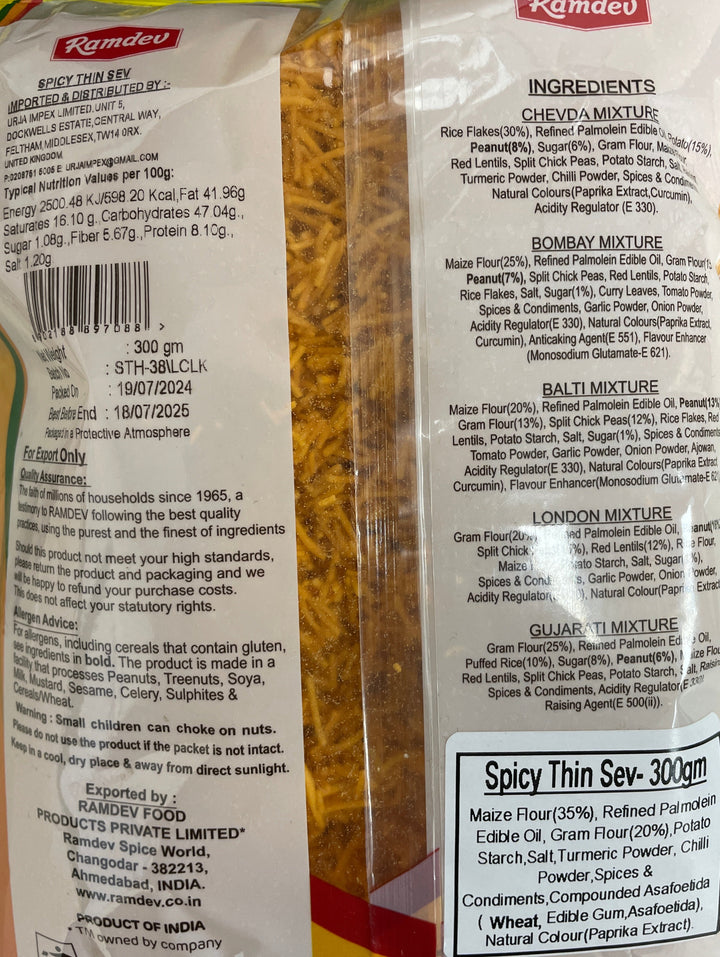 Ramdev
SPICY THIN SEV
IMPORTED & DISTRIBUTED BY :-
URJA IMPEX LIMITED.UNIT 5,
DOCKWELLS ESTATE,CENTRAL WAY,
FELTHAM,MIDDLESEX,TW14 0RX.
UNITED KINGDOM
E: URJAIMPEX@GMAIL.COM
Typical Nutrition Values per 100g:
Energy 2500.48 KJ/598.20 Kcal,Fat 41.96g
Saturates 16.10 g. Carbohydrates 47.04g.,
Sugar 1.08g.,Fiber 5.67g.,Protein 8.10g.,
Salt 1.20g.
Net Weight : 300 gm
Batch No : STH-38\LCLK
Packed On : 19/07/2024
Best Before End : 18/07/2025
Packaged in a Protective Atmosphere
For Export Only
Quality Assurance:
The faith of millions of households since 1965, a
testimony to RAMDEV following the best quality
practices, using the purest and the finest of ingredients
Should this product not meet your high standards,
please return the product and packaging and we
will be happy to refund your purchase costs.
This does not affect your statutory rights.
Allergen Advice:
For allergens, including cereals that contain gluten,
see ingredients in bold. The product is made in a
facility that processes Peanuts, Treenuts, Soya,
Milk, Mustard, Sesame, Celery, Sulphites &
Cereals/Wheat.
Warning : Small children can choke on nuts.
Please do not use the product if the packet is not intact.
Keep in a cool, dry place & away from direct sunlight.
Exported by :
RAMDEV FOOD
PRODUCTS PRIVATE LIMITED*
Ramdev Spice World,
Changodar - 382213,
Ahmedabad, INDIA.
www.ramdev.co.in
PRODUCT OF INDIA
* TM owned by company
Ramdev
INGREDIENTS
CHEVDA MIXTURE
Rice Flakes(30%), Refined Palmolein Edible Potato(15%),
Peanut(8%), Sugar(6%), Gram Flour,
Red Lentils, Split Chick Peas, Potato Starch,
Turmeric Powder, Chilli Powder, Spices &
Natural Colours(Paprika Extract,Curcumin),
Acidity Regulator (E 330).
BOMBAY MIXTURE
Maize Flour(25%), Refined Palmolein Edible Oil, Gram
Peanut(7%), Split Chick Peas, Red Lentils, Potato Starch,
Rice Flakes, Salt, Sugar(1%), Curry Leaves, Tomato Powder,
Spices & Condiments, Garlic Powder, Onion Powder,
Acidity Regulator(E 330), Natural Colours(Paprika Extract,
Curcumin), Anticaking Agent(E 551), Flavour Enhancer
(Monosodium Glutamate-E 621).
BALTI MIXTURE
Maize Flour(20%), Refined Palmolein Edible Oil, Peanut(13%
Gram Flour(13%), Split Chick Peas(12%), Rice Flakes, Red
Lentils, Potato Starch, Salt, Sugar(1%), Spices & Condiments
Tomato Powder, Garlic Powder, Onion Powder, Ajowan,
Acidity Regulator(E 330), Natural Colours(Paprika Extract
Curcumin), Flavour Enhancer(Monosodium Glutamate-E 62
LONDON MIXTURE
Gram Palmolein Edible Oil,
Split Chick Red Lentils(12%), Flour,
Maize Starch, Salt,
Spices & Garlic Powder, Onion
Acidity Natural Colour(Paprika
GUJARATI MIXTURE
Gram Flour(25%), Refined Palmolein Oil,
Puffed Rice(10%), Sugar(8%), Peanut(6%),
Red Lentils, Split Chick Peas, Potato Starch,
Spices & Condiments, Acidity Regulator(E 330)
Raising Agent(E 500(ii)).
Spicy Thin Sev- 300gm
Maize Flour(35%), Refined Palmolein
Edible Oil, Gram Flour(20%),Potato
Starch,Salt,Turmeric Powder, Chilli
Powder,Spices &
Condiments,Compounded Asafoetida
( Wheat, Edible Gum,Asafoetida),
Natural Colour(Paprika Extract).